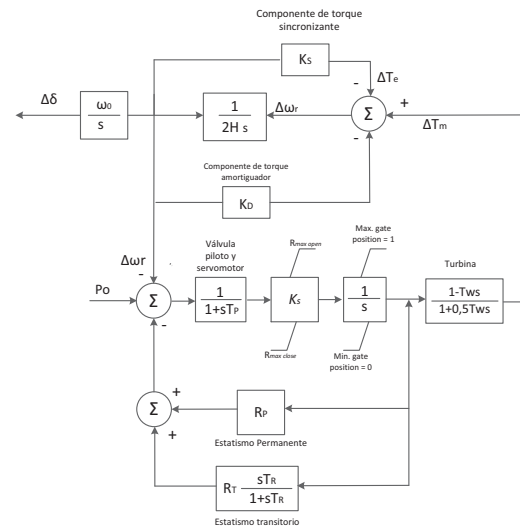 Componente de torque
sincronizante
KS
ΔTe
-
Δδ
ω0
s
1
2H s
Δωr
Σ
+
ΔTm
-
Componente de torque
amortiguador
KD
Δωr
-
Po
Σ
-
Válvula
piloto y
servomotor
1
1+sTP
Rmax open
Ks
Rmax close
Max. gate
position = 1
1
s
Min. gate
position = 0
Turbina
1-Tws
1+0,5Tws
Σ
+
+
RP
Estatismo Permanente
RT sTR
1+sTR
Estatismo transitorio